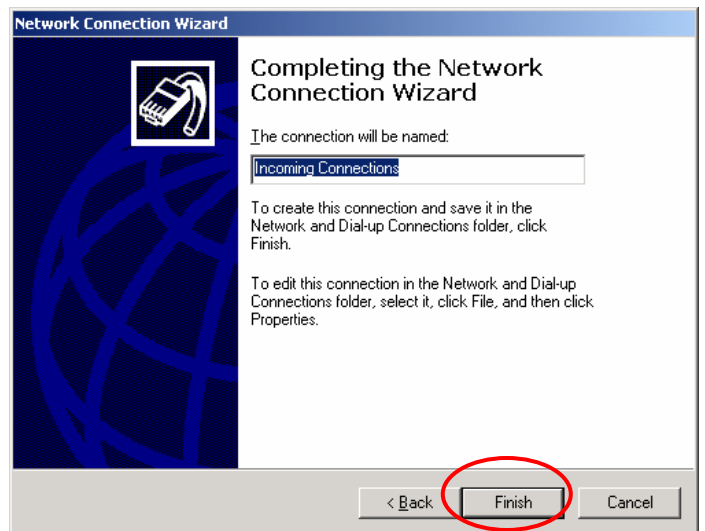 Network Connection Wizard
Completing the Network
Connection Wizard
The connection will be named:
Incoming Connections
To create this connection and save it in the
Network and Dial-up Connections folder, click
Finish.
To edit this connection in the Network and Dial-up
Connections folder, select it, click File, and then click
Properties.
< Back
Finish
Cancel